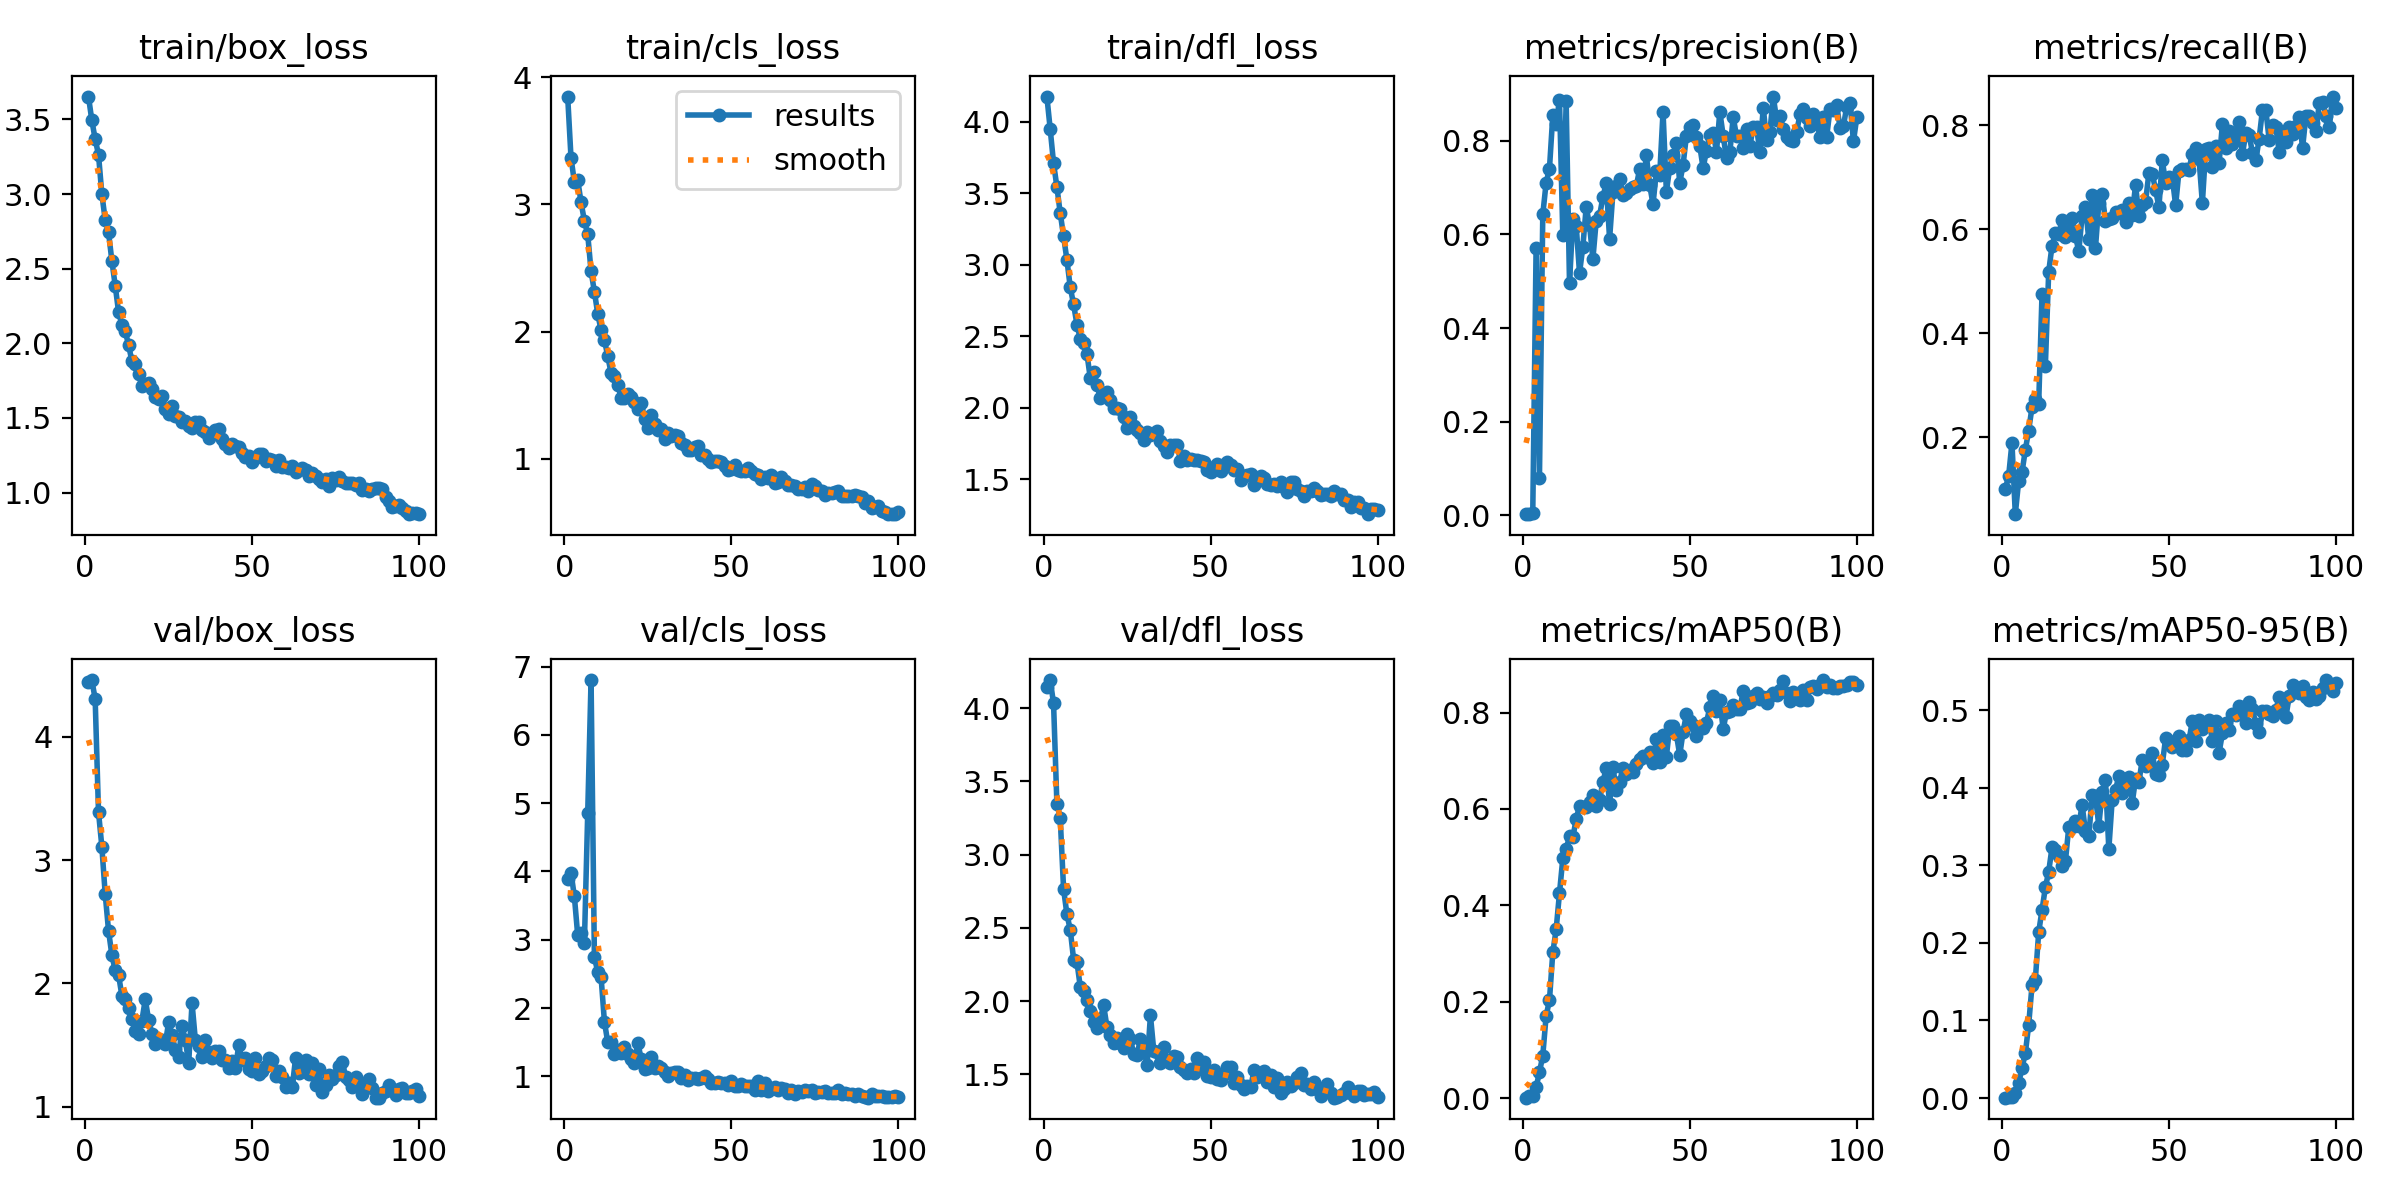 train/box_loss
3.5
3.0
2.5
2.0
1.5
1.0
0 50 100
train/cls_loss
results
smooth
4
3
2
1
0 50 100
train/dfl_loss
4.0
3.5
3.0
2.5
2.0
1.5
0 50 100
metrics/precision(B)
0.8
0.6
0.4
0.2
0.0
0 50 100
metrics/recall(B)
0.8
0.6
0.4
0.2
0 50 100
val/box_loss
4
3
2
1
0 50 100
val/cls_loss
7
6
5
4
3
2
1
0 50 100
val/dfl_loss
4.0
3.5
3.0
2.5
2.0
1.5
0 50 100
metrics/mAP50(B)
0.8
0.6
0.4
0.2
0.0
0 50 100
metrics/mAP50-95(B)
0.5
0.4
0.3
0.2
0.1
0.0
0 50 100